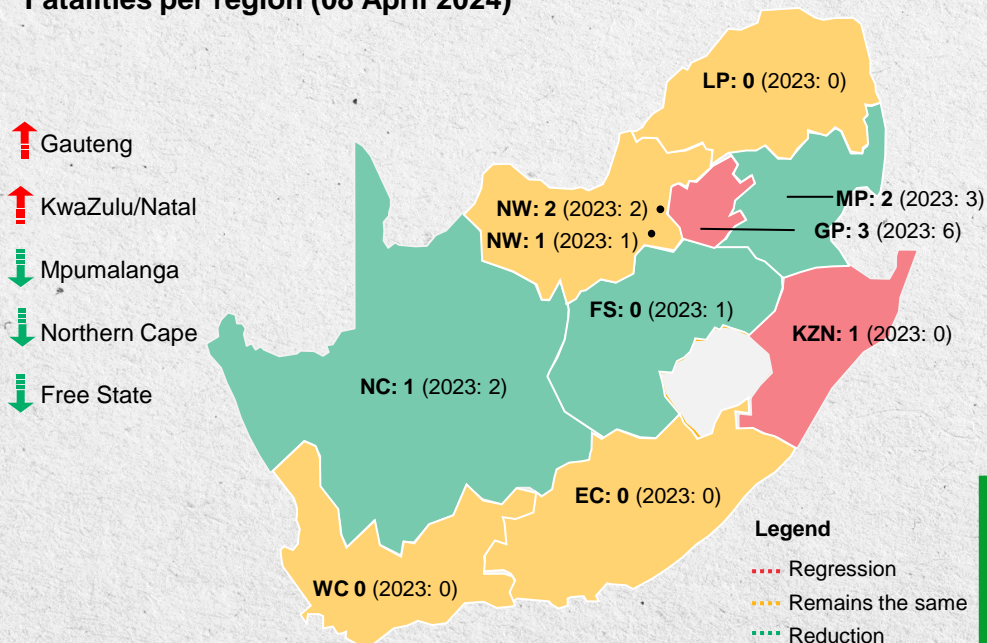 Fatalities per region (08 April 2024)
Gauteng
KwaZulu/Natal
Mpumalanga
Northern Cape
Free State
LP: 0 (2023: 0)
MP: 2 (2023: 3)
NW: 2 (2023: 2)
GP: 3 (2023: 6)
NW: 1 (2023: 1)
FS: 0 (2023: 1)
KZN: 1 (2023: 0)
NC: 1 (2023: 2)
EC: 0 (2023: 0)
WC 0 (2023: 0)
Legend
Regression
Remains the same
Reduction